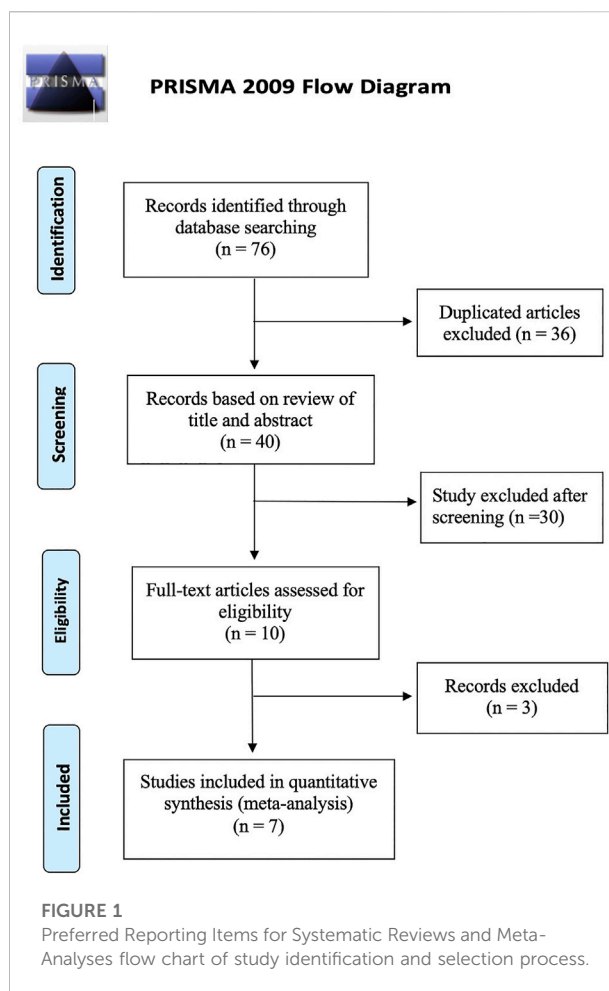 PRISMA
PRISMA 2009 Flow Diagram
Identification
Records identified through
database searching
(n = 76)
Duplicated articles
excluded (n = 36)
Screening
Records based on review of
title and abstract
(n = 40)
Study excluded after
screening (n =30)
Eligibility
Full-text articles assessed for
eligibility
(n = 10)
Records excluded
(n = 3)
Included
Studies included in quantitative
synthesis (meta-analysis)
(n = 7)
FIGURE 1
Preferred Reporting Items for Systematic Reviews and Meta-
Analyses flow chart of study identification and selection process.